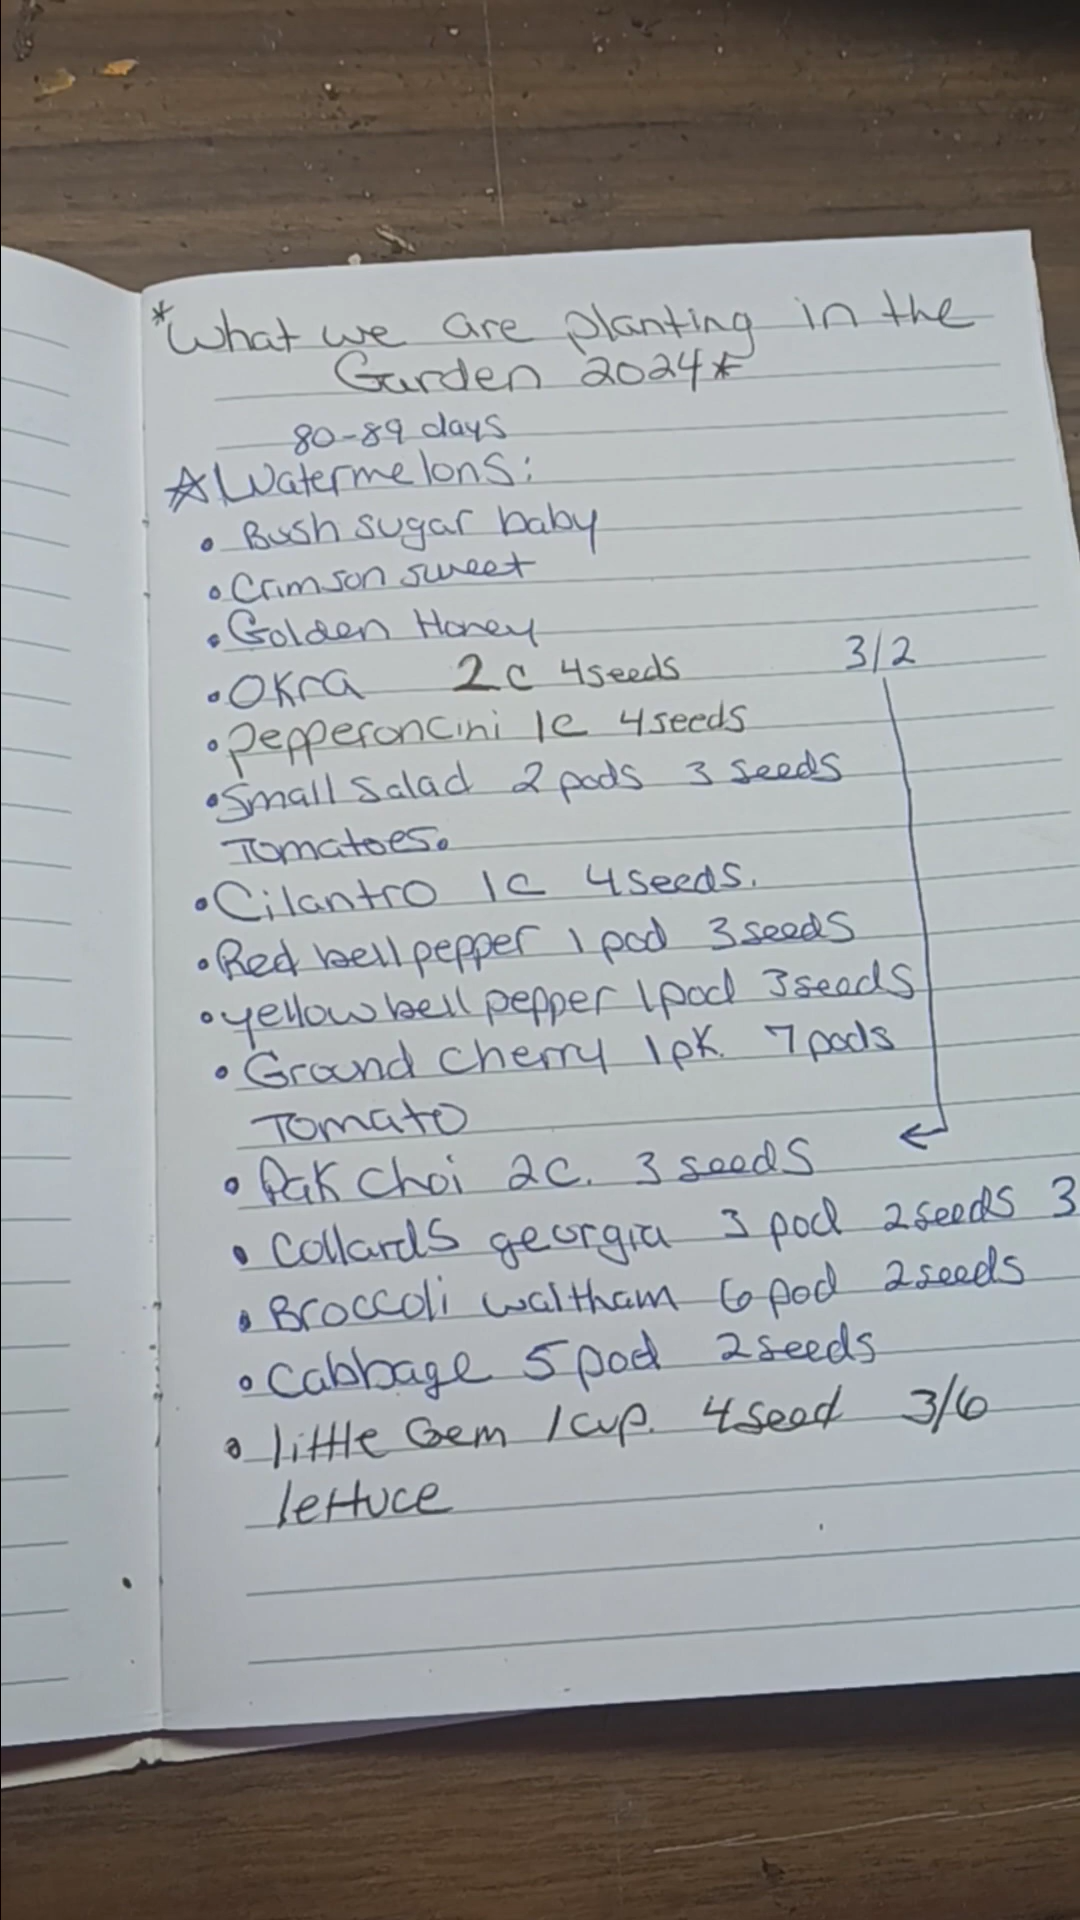 *What we are planting in the
Garden 2024*
80-89 days
☆Watermelons:
• Bush sugar baby
• Crimson sweet
• Golden Honey
• OKra 2c 4seeds 3/2
• Pepperoncini 1c 4seeds
• Small Salad 2 pods 3 seeds
Tomatoes.
• Cilantro 1c 4seeds.
• Red bell pepper 1 pod 3seeds
• yellow bell pepper 1pod 3seeds
• Ground Cherry 1pk. 7pods
Tomato
• Pak Choi 2c. 3 seeds
• Collards georgia 3 pod 2seeds 3
• Broccoli waltham 6 pod 2seeds
• Cabbage 5 pod 2seeds
• little Gem 1cup. 4seed 3/6
lettuce